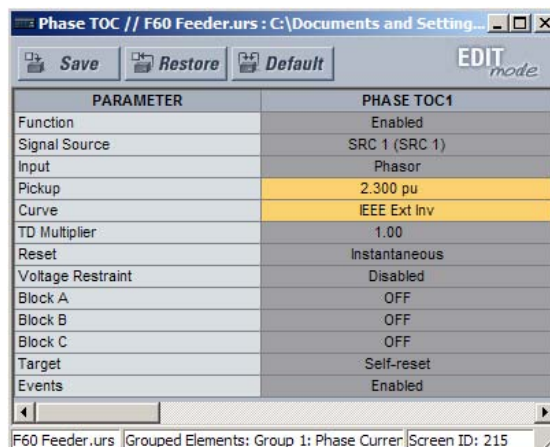 Phase TOC // F60 Feeder.urs : C:\Documents and Setting...
Save Restore Default EDIT mode
PARAMETER PHASE TOC1
Function Enabled
Signal Source SRC 1 (SRC 1)
Input Phasor
Pickup 2.300 pu
Curve IEEE Ext Inv
TD Multiplier 1.00
Reset Instantaneous
Voltage Restraint Disabled
Block A OFF
Block B OFF
Block C OFF
Target Self-reset
Events Enabled
F60 Feeder.urs Grouped Elements: Group 1: Phase Curren Screen ID: 215